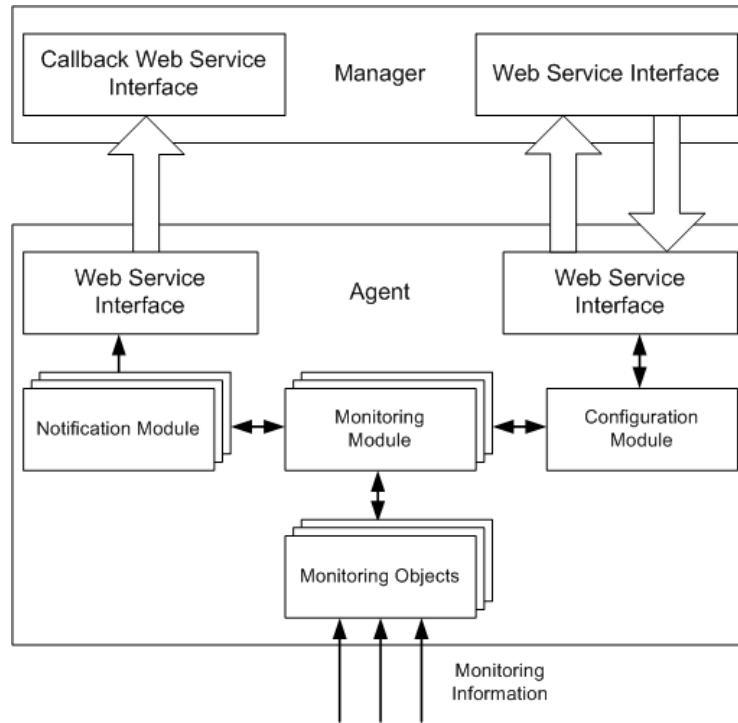 Callback Web Service
Interface
Manager
Web Service Interface
Web Service
Interface
Agent
Web Service
Interface
Notification Module
Monitoring
Module
Configuration
Module
Monitoring Objects
Monitoring
Information